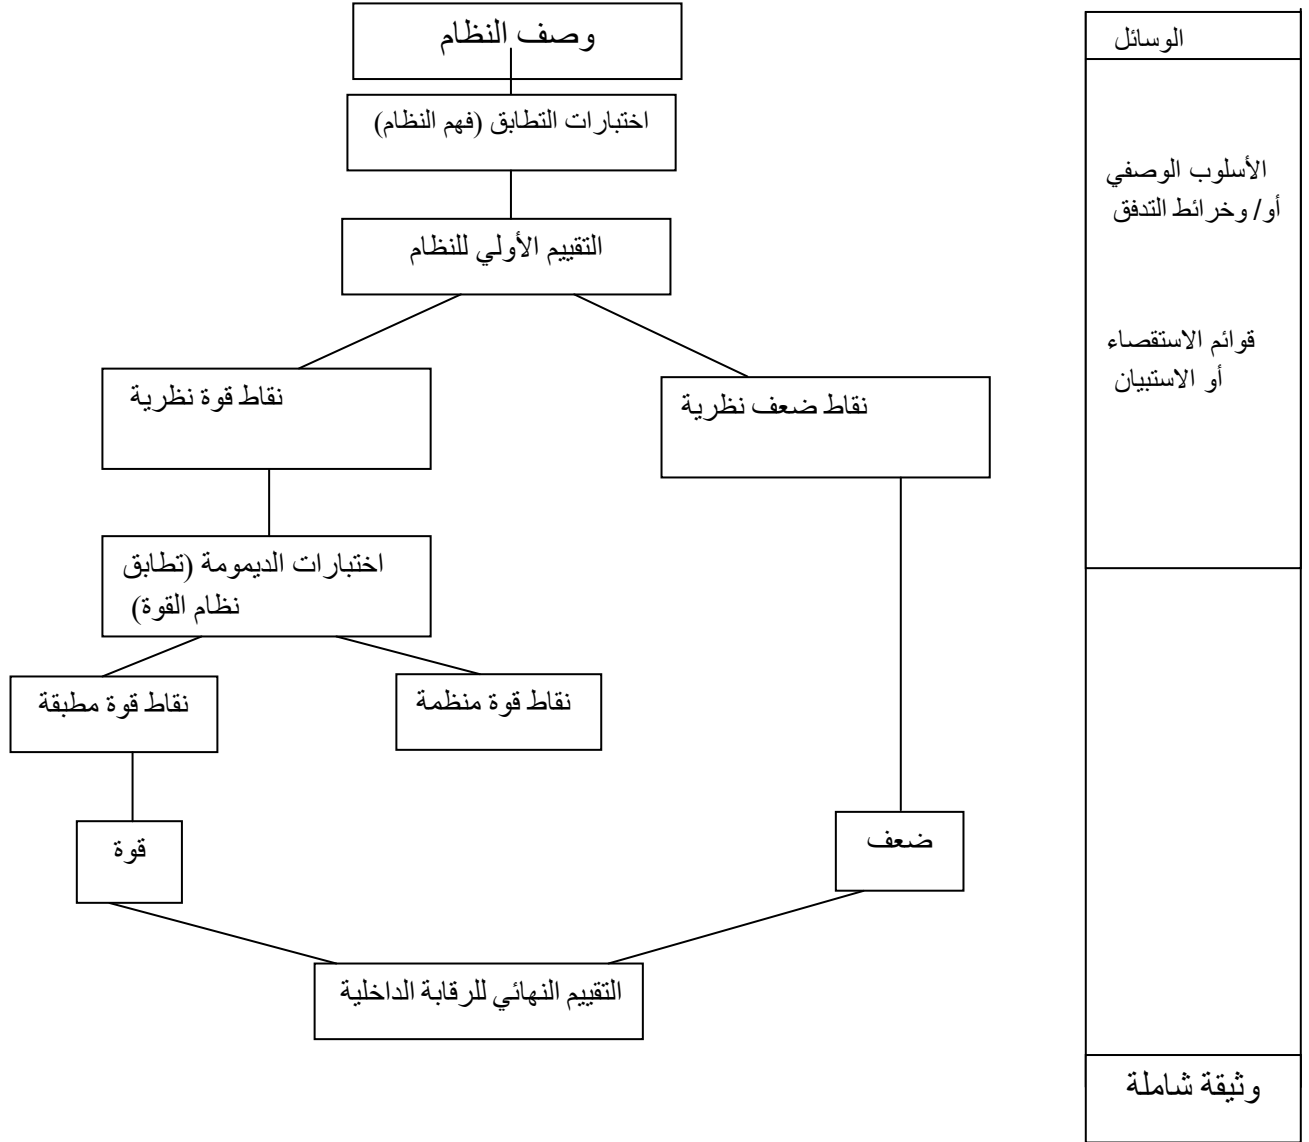 وصف النظام
اختبارات التطابق (فهم النظام)
التقييم الأولي للنظام
نقاط قوة نظرية
نقاط ضعف نظرية
اختبارات الديمومة (تطابق
نظام القوة)
نقاط قوة مطبقة
نقاط قوة منظمة
قوة
ضعف
التقييم النهائي للرقابة الداخلية
الوسائل
الأسلوب الوصفي
أو/ وخرائط التدفق
قوائم الاستقصاء
أو الاستبيان
وثيقة شاملة